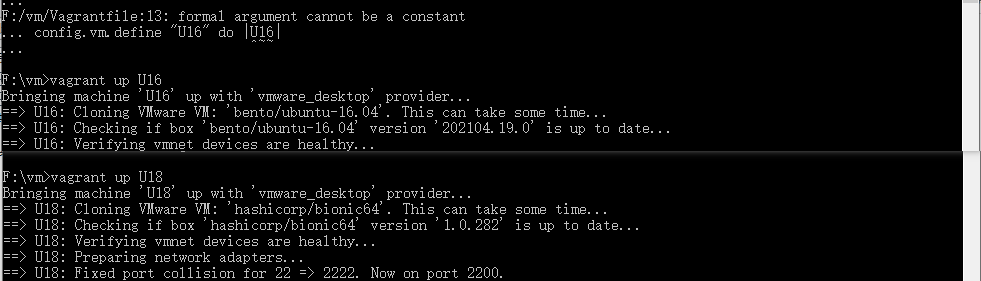 ...
F:/vm/Vagrantfile:13: formal argument cannot be a constant
... config.vm.define "U16" do |U16|
... ~~~
F:\vm>vagrant up U16
Bringing machine 'U16' up with 'vmware_desktop' provider...
==> U16: Cloning VMware VM: 'bento/ubuntu-16.04'. This can take some time...
==> U16: Checking if box 'bento/ubuntu-16.04' version '202104.19.0' is up to date...
==> U16: Verifying vmnet devices are healthy...
F:\vm>vagrant up U18
Bringing machine 'U18' up with 'vmware_desktop' provider...
==> U18: Cloning VMware VM: 'hashicorp/bionic64'. This can take some time...
==> U18: Checking if box 'hashicorp/bionic64' version '1.0.282' is up to date...
==> U18: Verifying vmnet devices are healthy...
==> U18: Preparing network adapters...
==> U18: Fixed port collision for 22 => 2222. Now on port 2200.